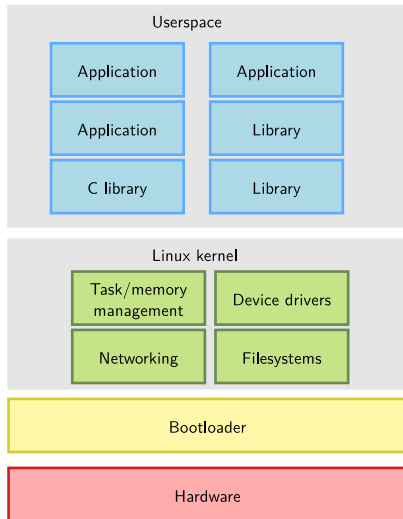 Userspace
Application
Application
Application
Library
C library
Library
Linux kernel
Task/memory
management
Device drivers
Networking
Filesystems
Bootloader
Hardware